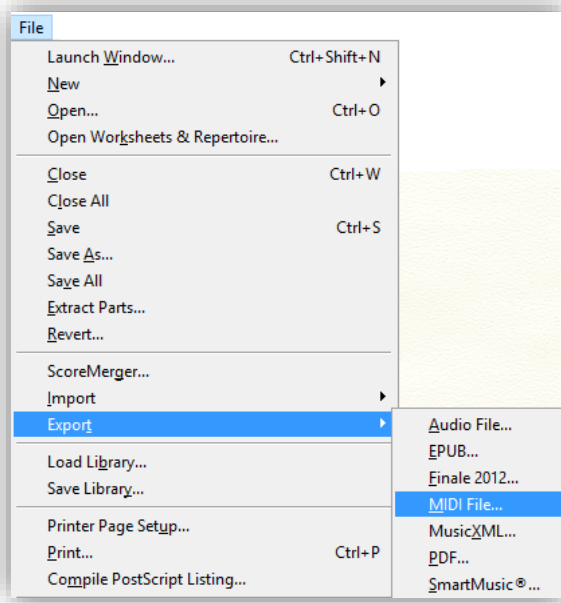 File
Launch Window... Ctrl+Shift+N
New
Open... Ctrl+O
Open Worksheets & Repertoire...
Close Ctrl+W
Close All
Save Ctrl+S
Save As...
Save All
Extract Parts...
Revert...
ScoreMerger...
Import
Export
Audio File...
EPUB...
Finale 2012...
MIDI File...
MusicXML...
PDF...
SmartMusic®...
Load Library...
Save Library...
Printer Page Setup...
Print... Ctrl+P
Compile PostScript Listing...